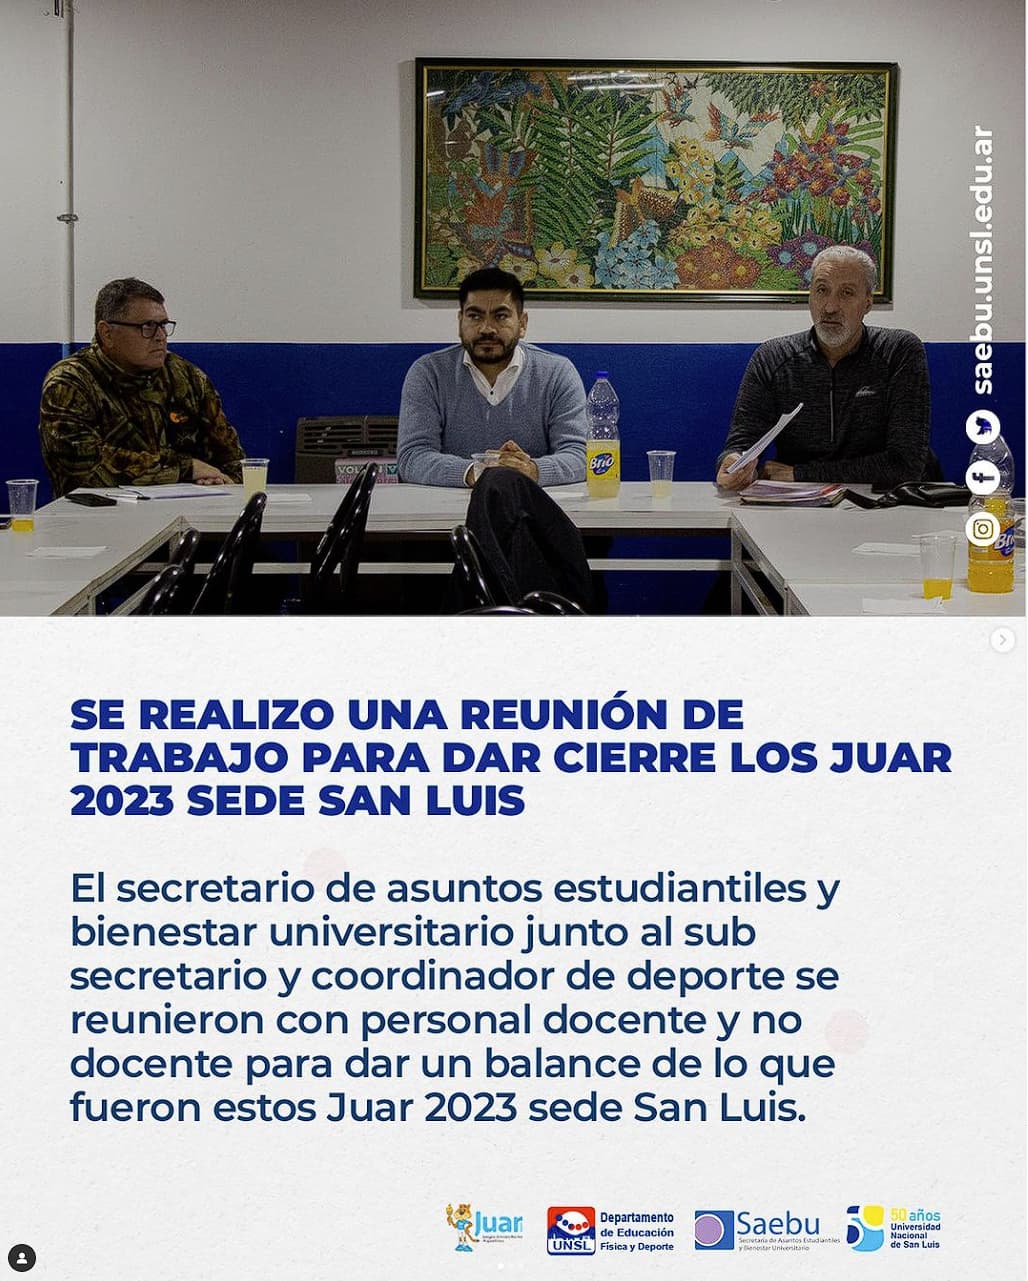 saebu.unsl.edu.ar
VOLTEN
Brio
Bri
SE REALIZO UNA REUNIÓN DE
TRABAJO PARA DAR CIERRE LOS JUAR
2023 SEDE SAN LUIS
El secretario de asuntos estudiantiles y
bienestar universitario junto al sub
secretario y coordinador de deporte se
reunieron con personal docente y no
docente para dar un balance de lo que
fueron estos Juar 2023 sede San Luis.
Juar
UNSL
Departamento
de Educación
Física y Deporte
Saebu
Secretaría de Asuntos Estudiantiles
y Bienestar Universitario
50 años
Universidad
Nacional
de San Luis